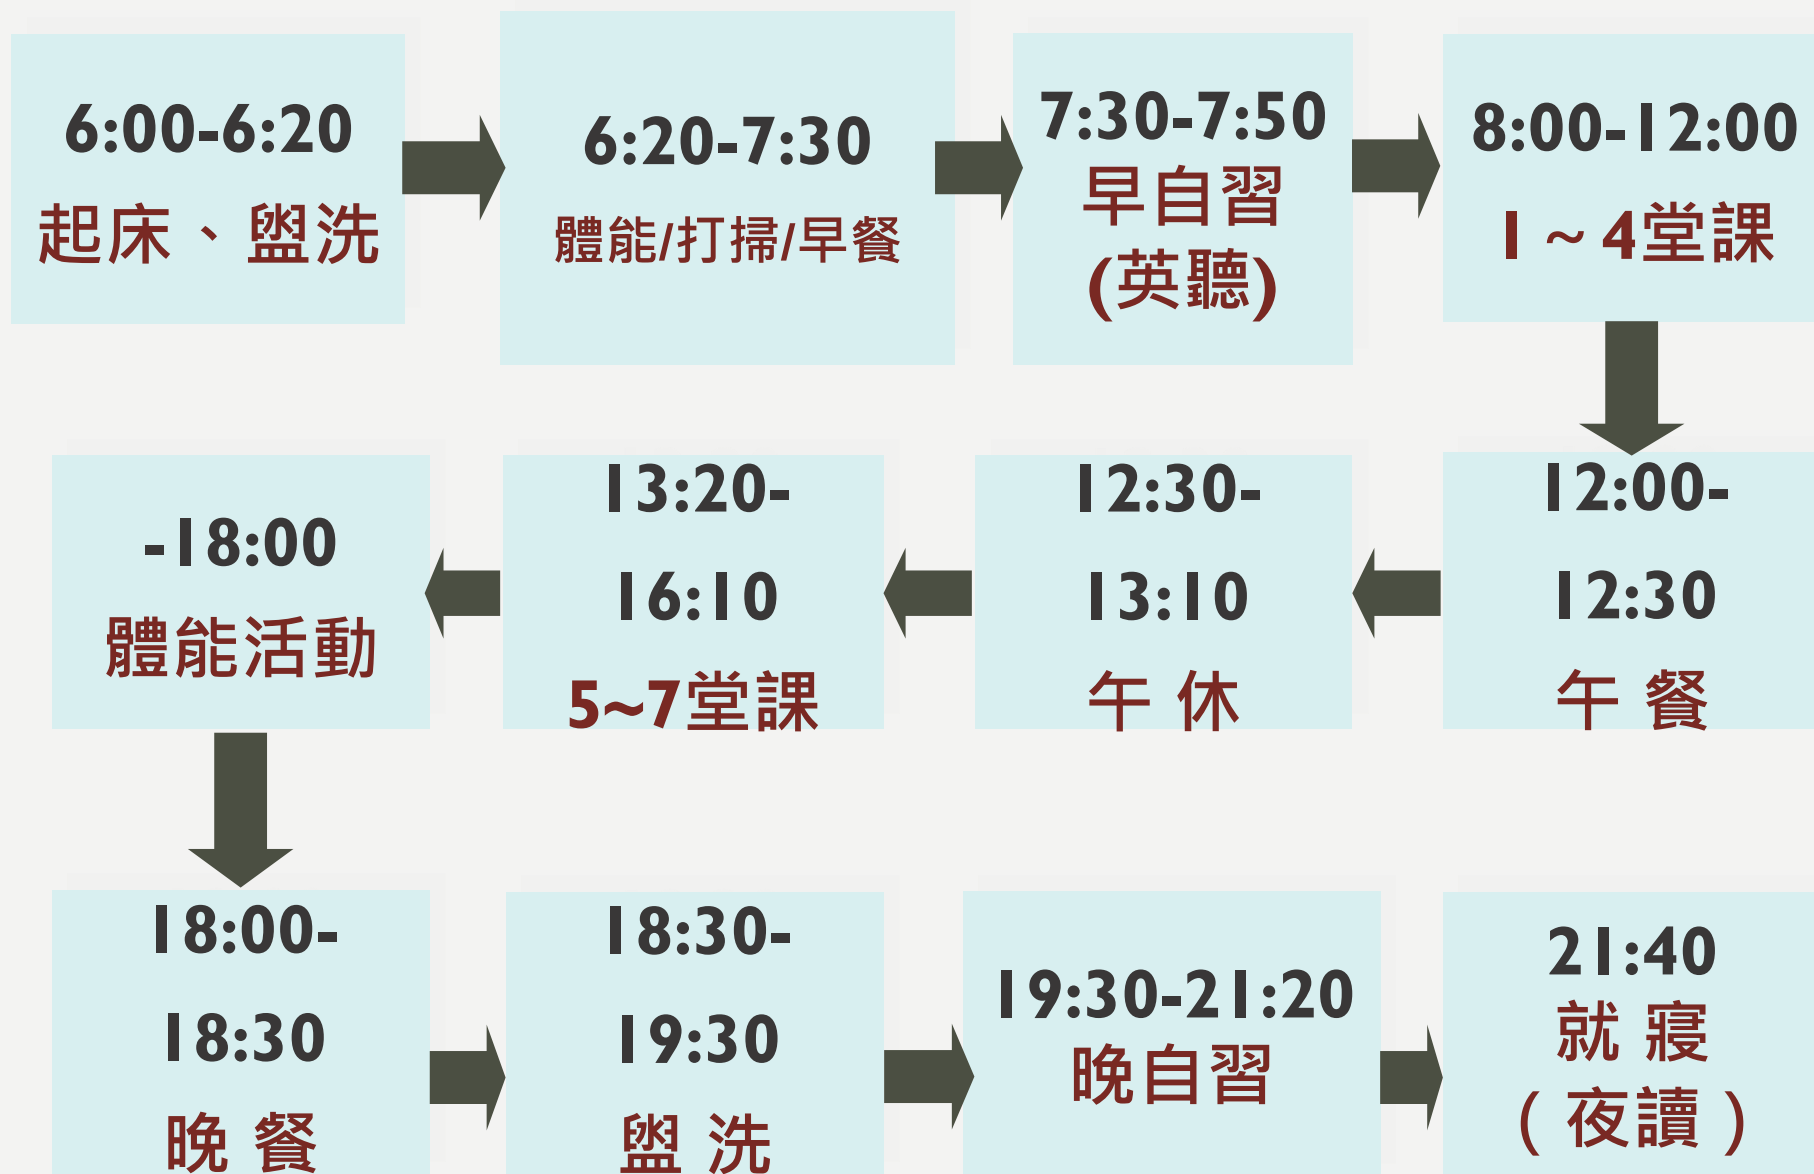 6:00-6:20
起床、盥洗
6:20-7:30
體能/打掃/早餐
7:30-7:50
早自習
(英聽)
8:00-12:00
1 ~ 4堂課
12:00-
12:30
午 餐
12:30-
13:10
午 休
13:20-
16:10
5~7堂課
-18:00
體能活動
18:00-
18:30
晚 餐
18:30-
19:30
盥 洗
19:30-21:20
晚自習
21:40
就 寢
( 夜讀 )